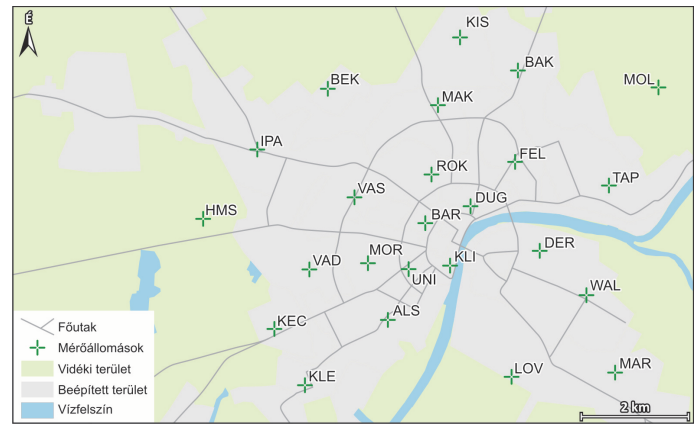 É
KIS
BAK
BEK
MOL
MAK
IPA
FEL
ROK
TAP
VAS
DUG
HMS
BAR
DER
MOR
KLI
VAD
UNI
WAL
ALS
KEC
Főutak
Mérőállomások
Vidéki terület
Beépített terület
Vízfelszín
KLE
LOV
MAR
2 km